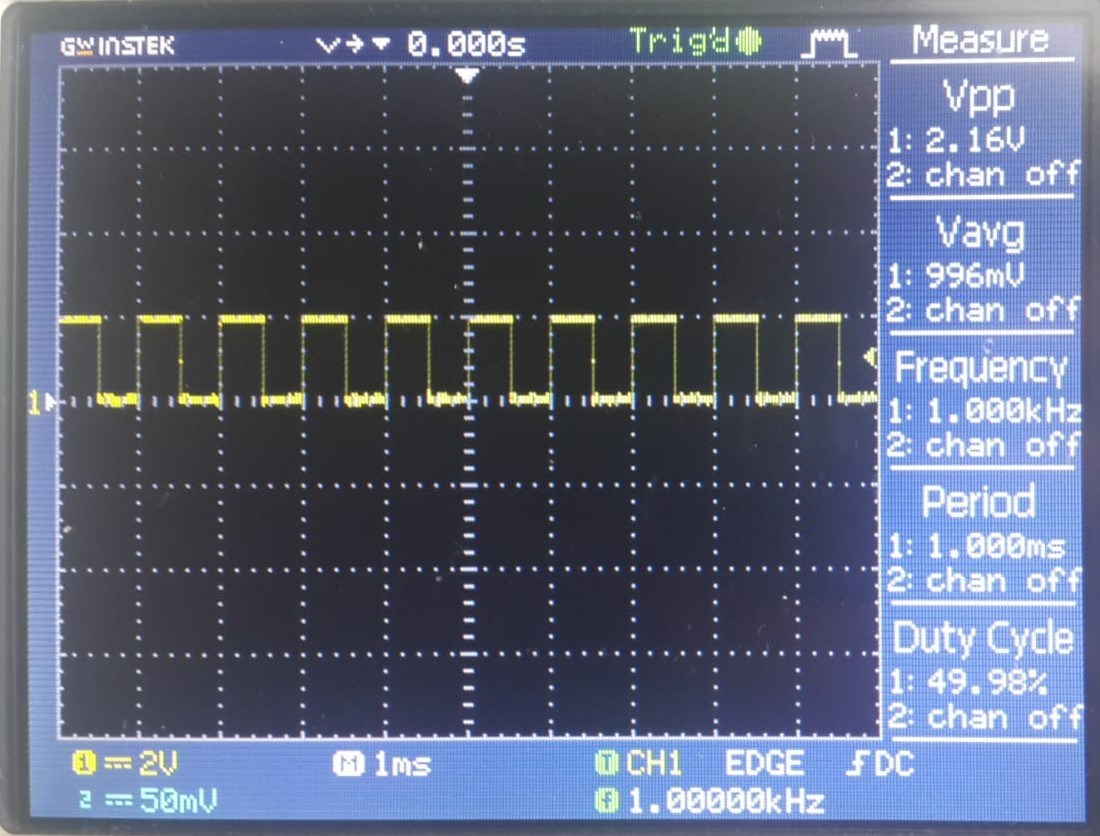 GWINSTEK 0.000s Trig'd Measure
Vpp
1: 2.16V
2: chan off
Vavg
1: 996mV
2: chan off
Frequency
1: 1.000kHz
2: chan off
Period
1: 1.000ms
2: chan off
Duty Cycle
1: 49.98%
2: chan off
1
1 2V M 1ms T CH1 EDGE DC
2 50mV f 1.00000kHz